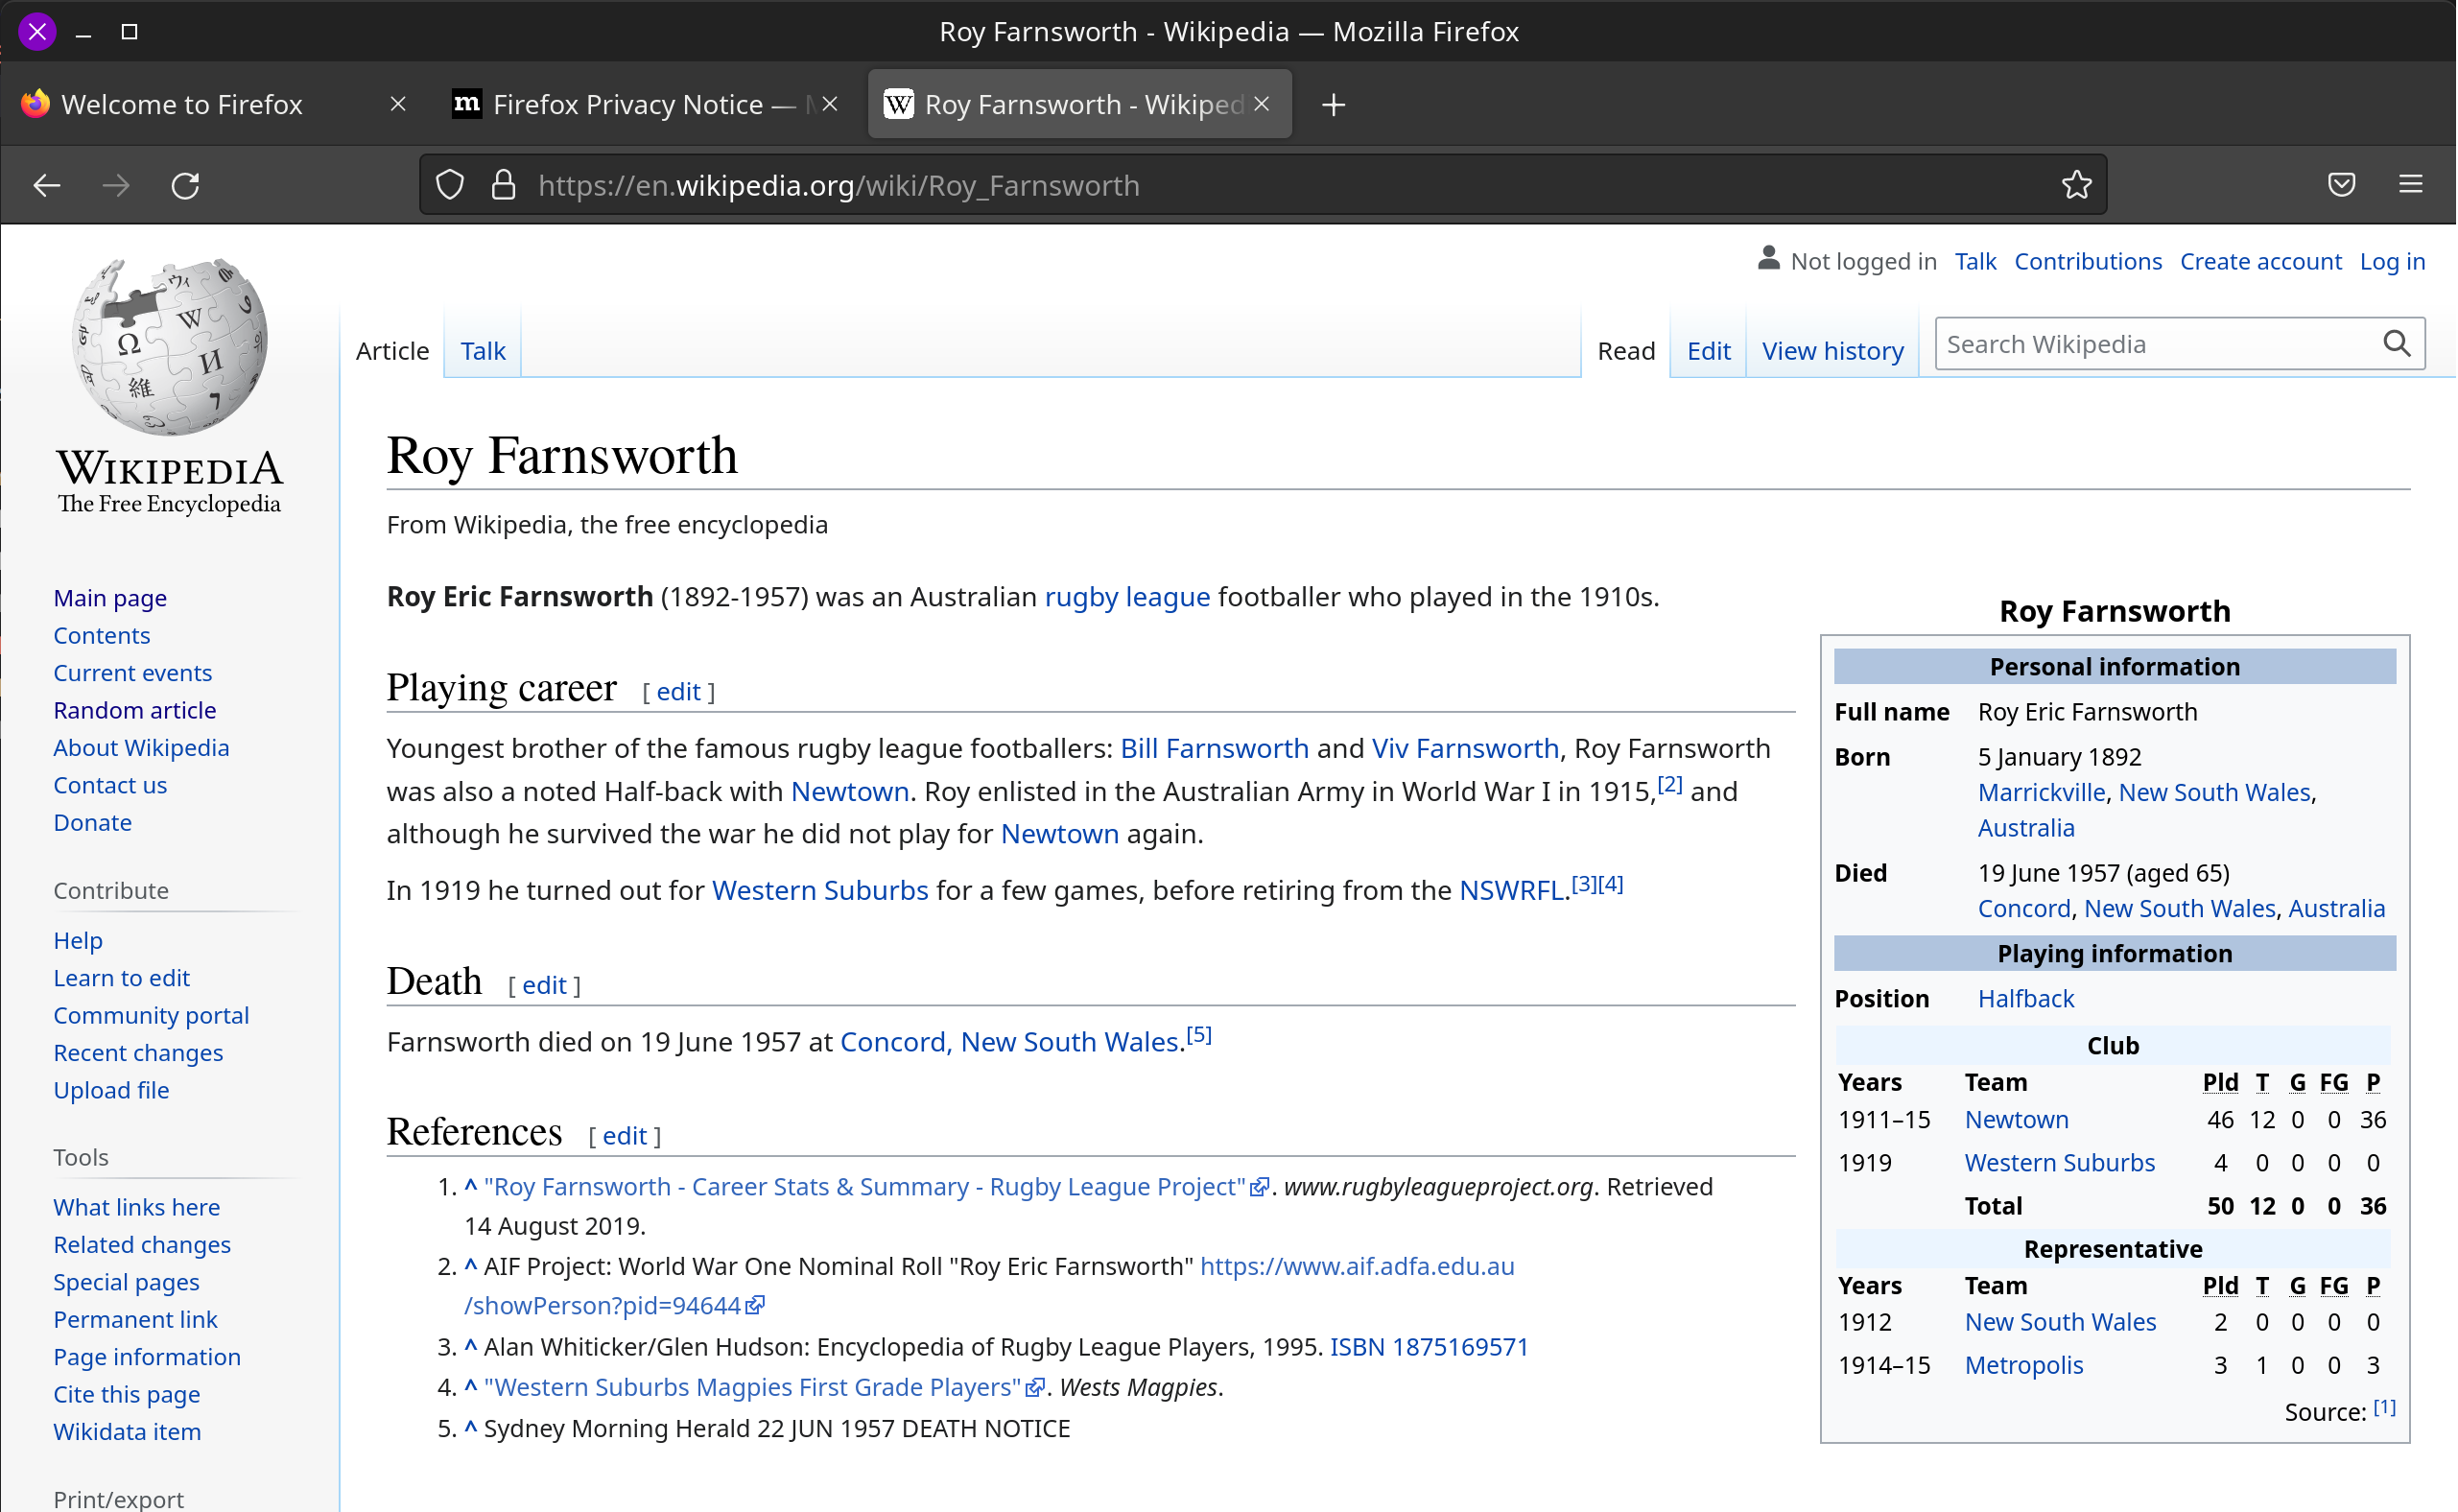 Roy Farnsworth - Wikipedia — Mozilla Firefox
Welcome to Firefox
m Firefox Privacy Notice —
W Roy Farnsworth - Wikiped
https://en.wikipedia.org/wiki/Roy_Farnsworth
Not logged in Talk Contributions Create account Log in
Article Talk Read Edit View history Search Wikipedia
WIKIPEDIA
The Free Encyclopedia
Main page
Contents
Current events
Random article
About Wikipedia
Contact us
Donate
Contribute
Help
Learn to edit
Community portal
Recent changes
Upload file
Tools
What links here
Related changes
Special pages
Permanent link
Page information
Cite this page
Wikidata item
Print/export
Roy Farnsworth
From Wikipedia, the free encyclopedia
Roy Eric Farnsworth (1892-1957) was an Australian rugby league footballer who played in the 1910s.
Playing career [ edit ]
Youngest brother of the famous rugby league footballers: Bill Farnsworth and Viv Farnsworth, Roy Farnsworth
was also a noted Half-back with Newtown. Roy enlisted in the Australian Army in World War I in 1915,[2] and
although he survived the war he did not play for Newtown again.
In 1919 he turned out for Western Suburbs for a few games, before retiring from the NSWRFL.[3][4]
Death [ edit ]
Farnsworth died on 19 June 1957 at Concord, New South Wales.[5]
References [ edit ]
1. ^ "Roy Farnsworth - Career Stats & Summary - Rugby League Project". www.rugbyleagueproject.org. Retrieved
14 August 2019.
2. ^ AIF Project: World War One Nominal Roll "Roy Eric Farnsworth" https://www.aif.adfa.edu.au
/showPerson?pid=94644
3. ^ Alan Whiticker/Glen Hudson: Encyclopedia of Rugby League Players, 1995. ISBN 1875169571
4. ^ "Western Suburbs Magpies First Grade Players". Wests Magpies.
5. ^ Sydney Morning Herald 22 JUN 1957 DEATH NOTICE
Roy Farnsworth
Personal information
Full name Roy Eric Farnsworth
Born 5 January 1892
Marrickville, New South Wales,
Australia
Died 19 June 1957 (aged 65)
Concord, New South Wales, Australia
Playing information
Position Halfback
Club
Years Team Pld T G FG P
1911–15 Newtown 46 12 0 0 36
1919 Western Suburbs 4 0 0 0 0
Total 50 12 0 0 36
Representative
Years Team Pld T G FG P
1912 New South Wales 2 0 0 0 0
1914–15 Metropolis 3 1 0 0 3
Source: [1]